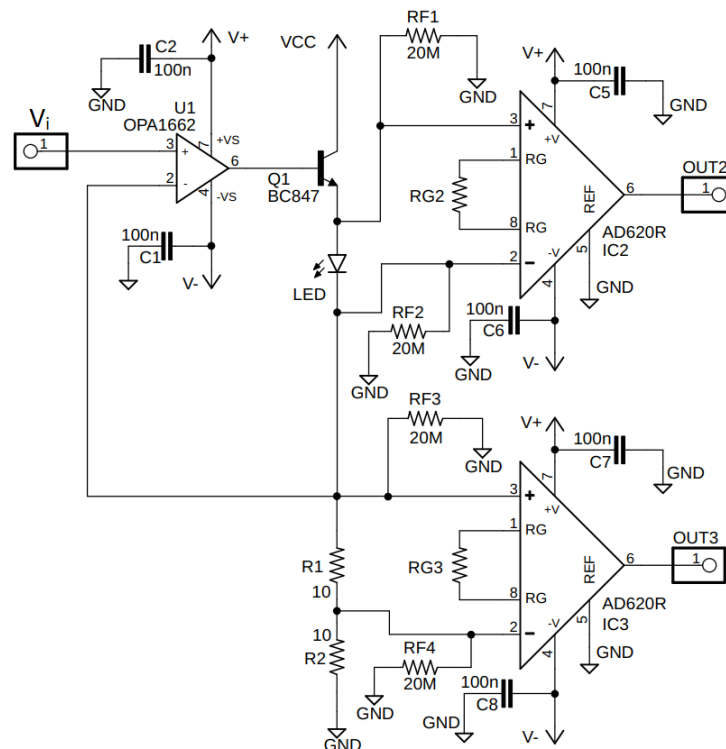 RF1
20M
GND
V+
C2
100n
GND
VCC
Vi
1
U1
OPA1662
3
+
2
-
7
+VS
6
4
-VS
Q1
BC847
100n
C1
V-
LED
V+
100n
C5
GND
7
+V
3
+
1
RG
RG2
8
RG
2
-V
4
REF
5
6
OUT2
1
AD620R
IC2
GND
RF2
20M
GND
100n
C6
GND
V-
RF3
20M
GND
V+
100n
C7
GND
7
+V
3
+
1
RG
RG3
8
RG
2
-V
4
REF
5
6
OUT3
1
AD620R
IC3
GND
R1
10
10
R2
GND
RF4
20M
GND
100n
C8
GND
V-